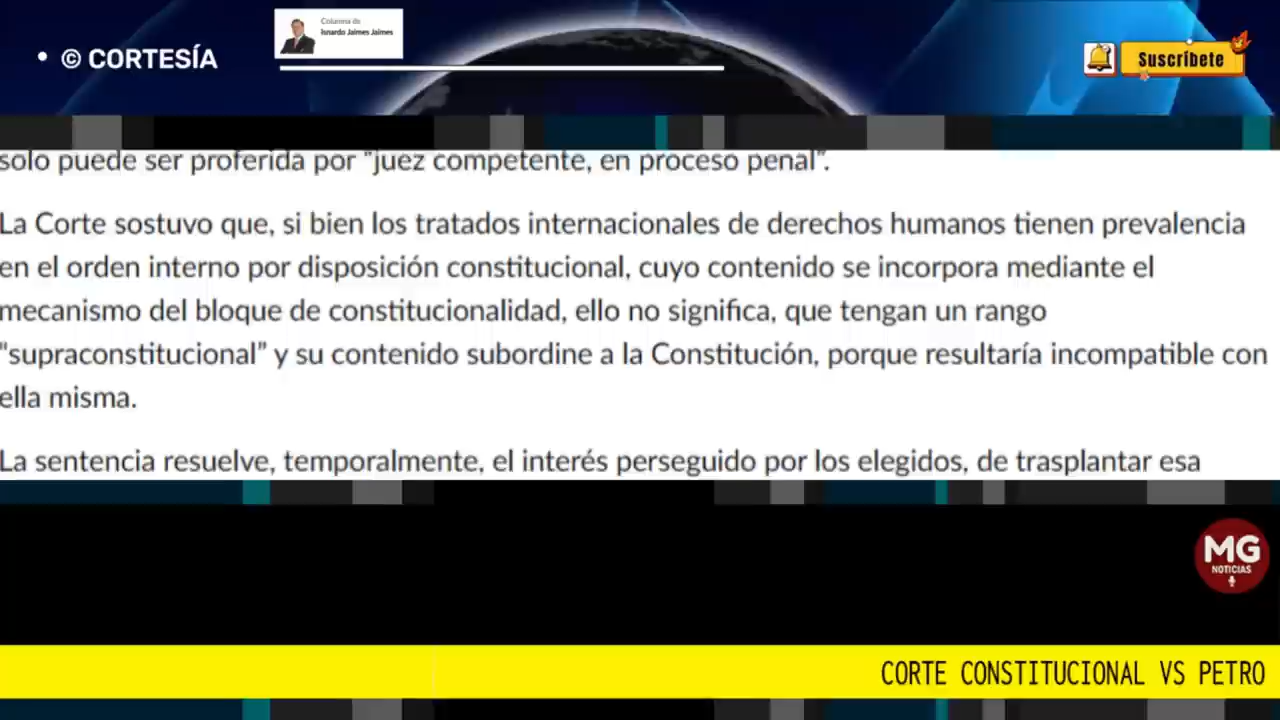 • © CORTESÍA
Columna de
Isnardo Jaimes Jaimes
Suscríbete
solo puede ser proferida por “juez competente, en proceso penal”.
La Corte sostuvo que, si bien los tratados internacionales de derechos humanos tienen prevalencia
en el orden interno por disposición constitucional, cuyo contenido se incorpora mediante el
mecanismo del bloque de constitucionalidad, ello no significa, que tengan un rango
“supraconstitucional” y su contenido subordine a la Constitución, porque resultaría incompatible con
ella misma.
La sentencia resuelve, temporalmente, el interés perseguido por los elegidos, de trasplantar esa
MG
NOTICIAS
CORTE CONSTITUCIONAL VS PETRO